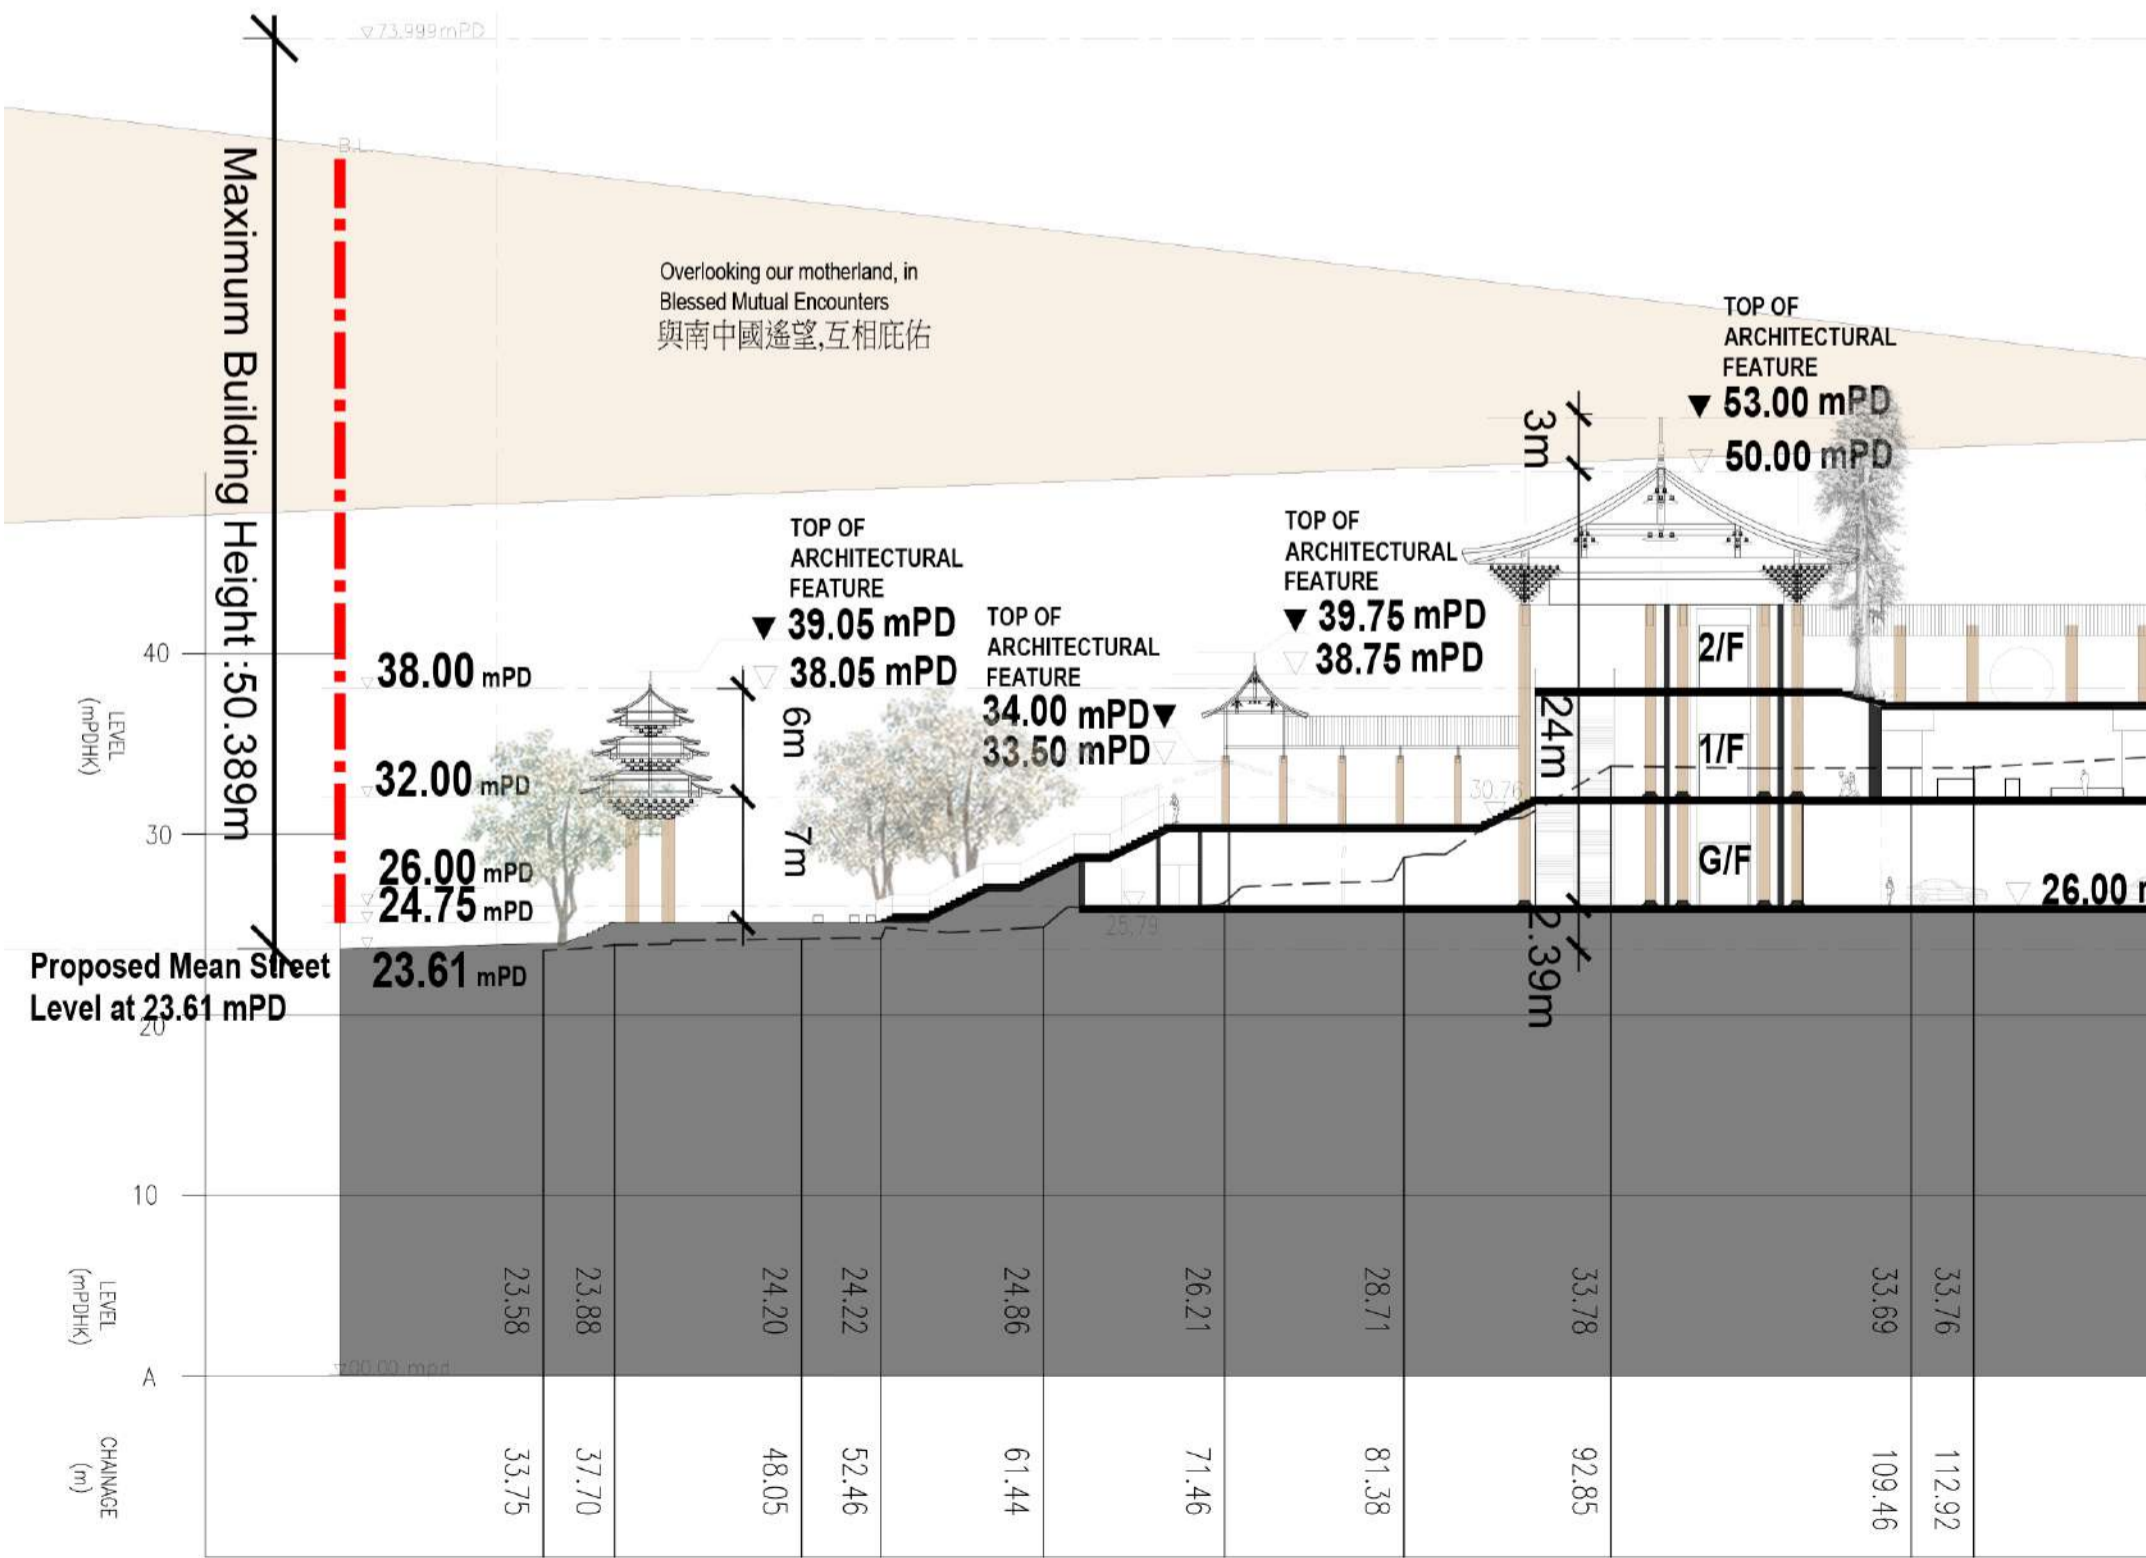 73.999mPD
Maximum Building Height :50.389m
B.L.
Overlooking our motherland, in
Blessed Mutual Encounters
與南中國遙望,互相庇佑
TOP OF
ARCHITECTURAL
FEATURE
53.00 mPD
50.00 mPD
3m
TOP OF
ARCHITECTURAL
FEATURE
39.05 mPD
38.05 mPD
TOP OF
ARCHITECTURAL
FEATURE
34.00 mPD
33.50 mPD
TOP OF
ARCHITECTURAL
FEATURE
39.75 mPD
38.75 mPD
40
38.00 mPD
LEVEL
(mPDHK)
6m
32.00 mPD
30
7m
26.00 mPD
24.75 mPD
23.61 mPD
Proposed Mean Street
Level at 23.61 mPD
20
2/F
24m
1/F
30.76
G/F
26.00
25.79
2.39m
10
LEVEL
(mPDHK)
23.58
23.88
24.20
24.22
24.86
26.21
28.71
33.78
33.69
33.76
A
00.00 mpd
CHAINAGE
(m)
33.75
37.70
48.05
52.46
61.44
71.46
81.38
92.85
109.46
112.92